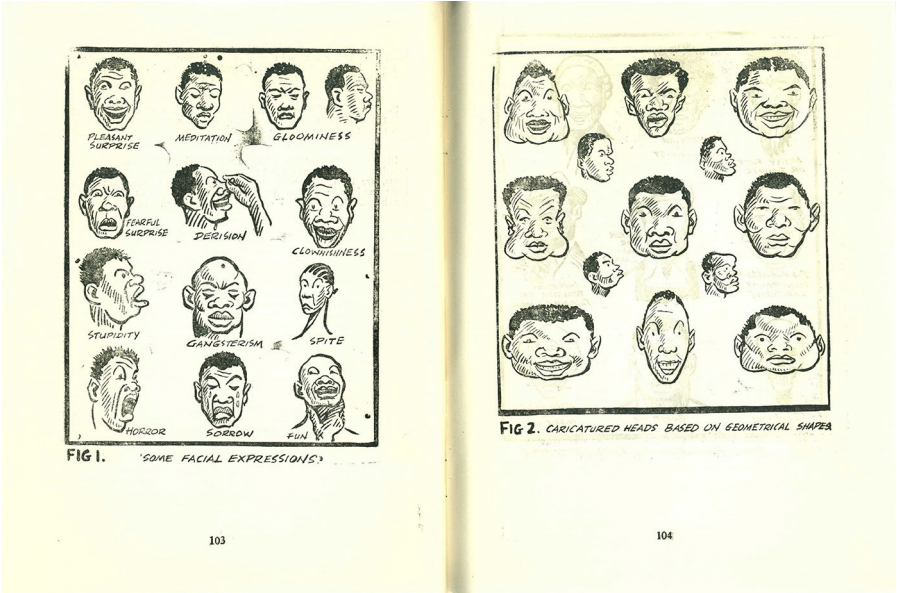 PLEASANT
SURPRISE
MEDITATION
GLOOMINESS
FEARFUL
SURPRISE
DERISION
CLOWNISHNESS
STUPIDITY
GANGSTERISM
SPITE
HORROR
SORROW
FUN
FIG 1. 'SOME FACIAL EXPRESSIONS'
103
FIG 2. CARICATURED HEADS BASED ON GEOMETRICAL SHAPES
104